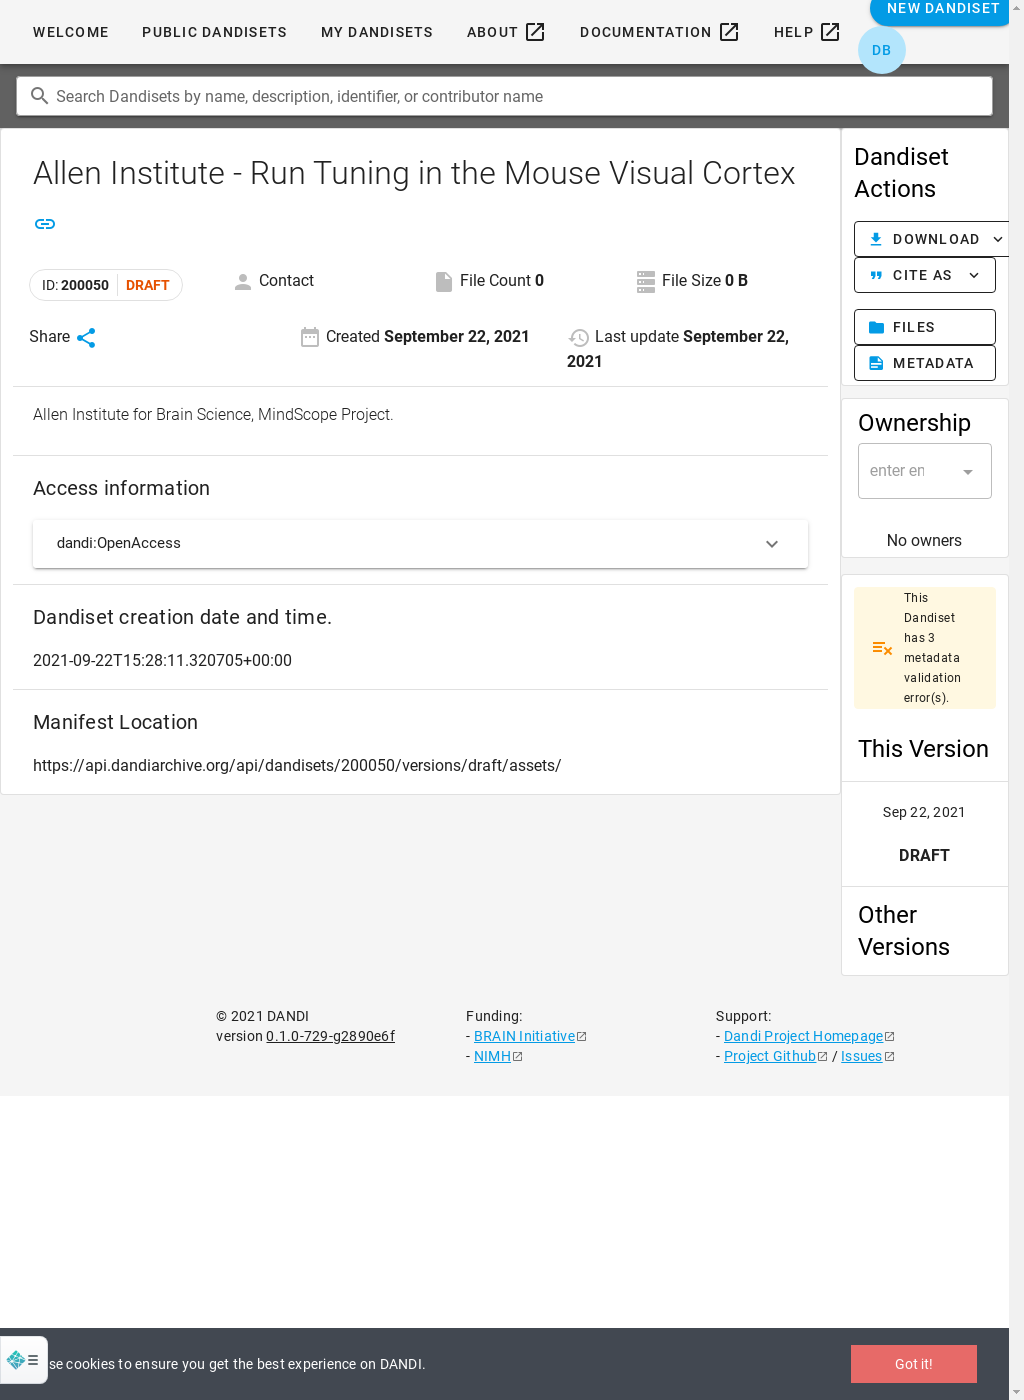 WELCOME PUBLIC DANDISETS MY DANDISETS ABOUT DOCUMENTATION HELP NEW DANDISET
DB
Search Dandisets by name, description, identifier, or contributor name
Allen Institute - Run Tuning in the Mouse Visual Cortex
ID: 200050 DRAFT
Contact
File Count 0
File Size 0 B
Share
Created September 22, 2021
Last update September 22,
2021
Allen Institute for Brain Science, MindScope Project.
Access information
dandi:OpenAccess
Dandiset creation date and time.
2021-09-22T15:28:11.320705+00:00
Manifest Location
https://api.dandiarchive.org/api/dandisets/200050/versions/draft/assets/
Dandiset
Actions
DOWNLOAD
CITE AS
FILES
METADATA
Ownership
enter en
No owners
This
Dandiset
has 3
metadata
validation
error(s).
This Version
Sep 22, 2021
DRAFT
Other
Versions
© 2021 DANDI
version 0.1.0-729-g2890e6f
Funding:
- BRAIN Initiative
- NIMH
Support:
- Dandi Project Homepage
- Project Github / Issues
se cookies to ensure you get the best experience on DANDI.
Got it!